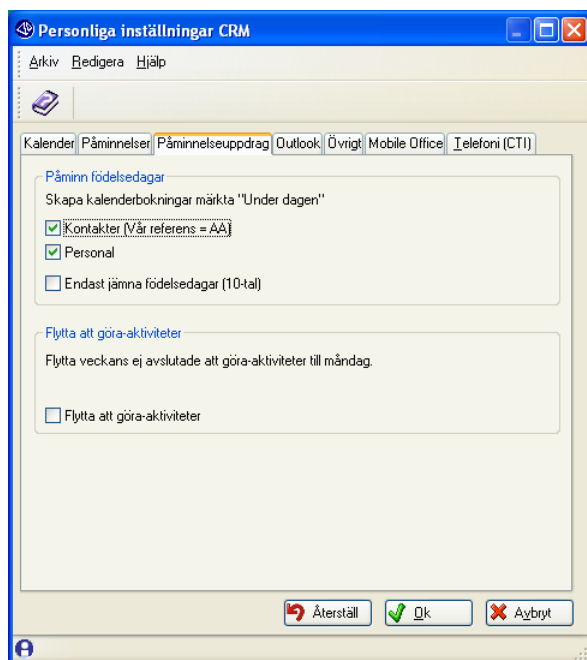 Personliga inställningar CRM
Arkiv Redigera Hjälp
Kalender Påminnelser Påminnelseuppdrag Outlook Övrigt Mobile Office Telefoni (CTI)
Påminn födelsedagar
Skapa kalenderbokningar märkta "Under dagen"
Kontakter (Vår referens = AA)
Personal
Endast jämna födelsedagar (10-tal)
Flytta att göra-aktiviteter
Flytta veckans ej avslutade att göra-aktiviteter till måndag.
Flytta att göra-aktiviteter
Återställ Ok Avbryt